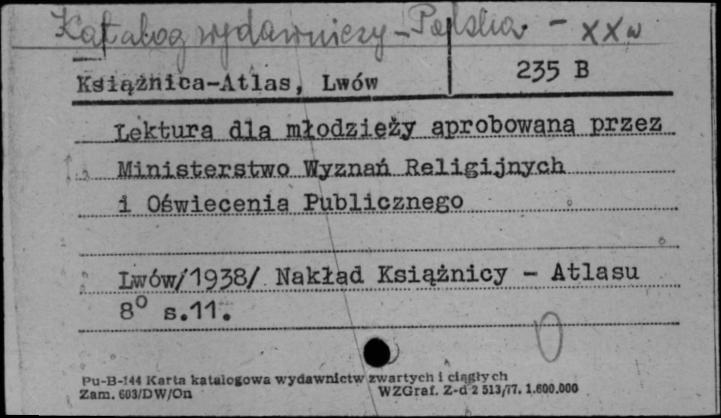 Katalog wydawniczy - Polska - XX w
Książnica-Atlas, Lwów 235 B
Lektura dla młodzieży aprobowana przez
Ministerstwo Wyznań Religijnych
i Oświecenia Publicznego
Lwów/1938/ Nakład Książnicy - Atlasu
8⁰ s.11.
Pu-B-144 Karta katalogowa wydawnictw zwartych i ciągłych
Zam. 603/DW/On WZGraf. Z-d 2 513/77. 1.600.000